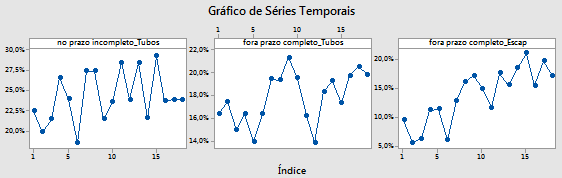 Gráfico de Séries Temporais
1 5 10 15
no prazo incompleto_Tubos
fora prazo completo_Tubos
fora prazo completo_Escap
30,0%
27,5%
25,0%
22,5%
20,0%
22,0%
20,0%
18,0%
16,0%
14,0%
20,0%
15,0%
10,0%
5,0%
1 5 10 15
1 5 10 15
Índice